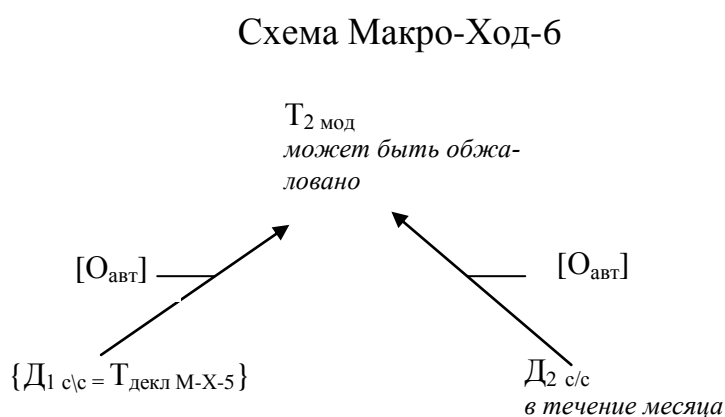 Схема Макро-Ход-6
Т2 мод
может быть обжа-
ловано
[Оавт]
[Оавт]
{Д1 с\с = Тдекл М-Х-5}
Д2 с/с
в течение месяца